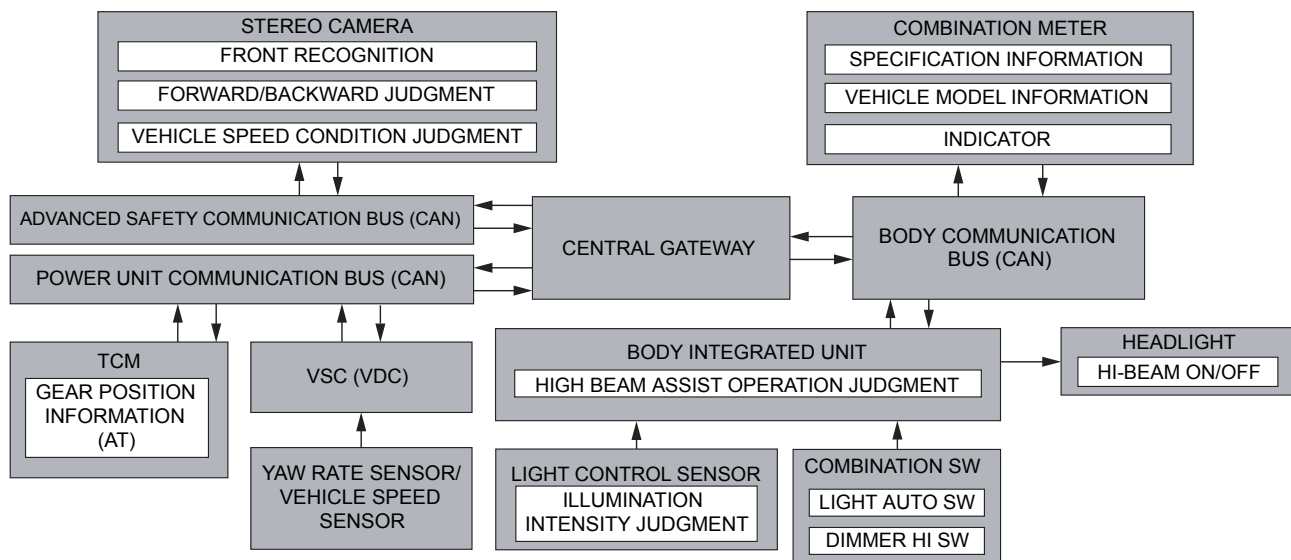 STEREO CAMERA
FRONT RECOGNITION
FORWARD/BACKWARD JUDGMENT
VEHICLE SPEED CONDITION JUDGMENT
COMBINATION METER
SPECIFICATION INFORMATION
VEHICLE MODEL INFORMATION
INDICATOR
ADVANCED SAFETY COMMUNICATION BUS (CAN)
POWER UNIT COMMUNICATION BUS (CAN)
CENTRAL GATEWAY
BODY COMMUNICATION
BUS (CAN)
TCM
GEAR POSITION
INFORMATION
(AT)
VSC (VDC)
YAW RATE SENSOR/
VEHICLE SPEED
SENSOR
BODY INTEGRATED UNIT
HIGH BEAM ASSIST OPERATION JUDGMENT
HEADLIGHT
HI-BEAM ON/OFF
LIGHT CONTROL SENSOR
ILLUMINATION
INTENSITY JUDGMENT
COMBINATION SW
LIGHT AUTO SW
DIMMER HI SW